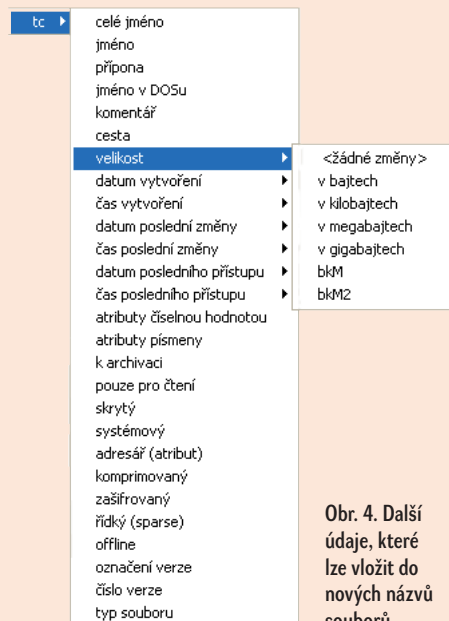 tc
celé jméno
jméno
přípona
jméno v DOSu
komentář
cesta
velikost
datum vytvoření
čas vytvoření
datum poslední změny
čas poslední změny
datum posledního přístupu
čas posledního přístupu
atributy číselnou hodnotou
atributy písmeny
k archivaci
pouze pro čtení
skrytý
systémový
adresář (atribut)
komprimovaný
zašifrovaný
řídký (sparse)
offline
označení verze
číslo verze
typ souboru
<žádné změny>
v bajtech
v kilobajtech
v megabajtech
v gigabajtech
bkM
bkM2
Obr. 4. Další
údaje, které
lze vložit do
nových názvů
souborů